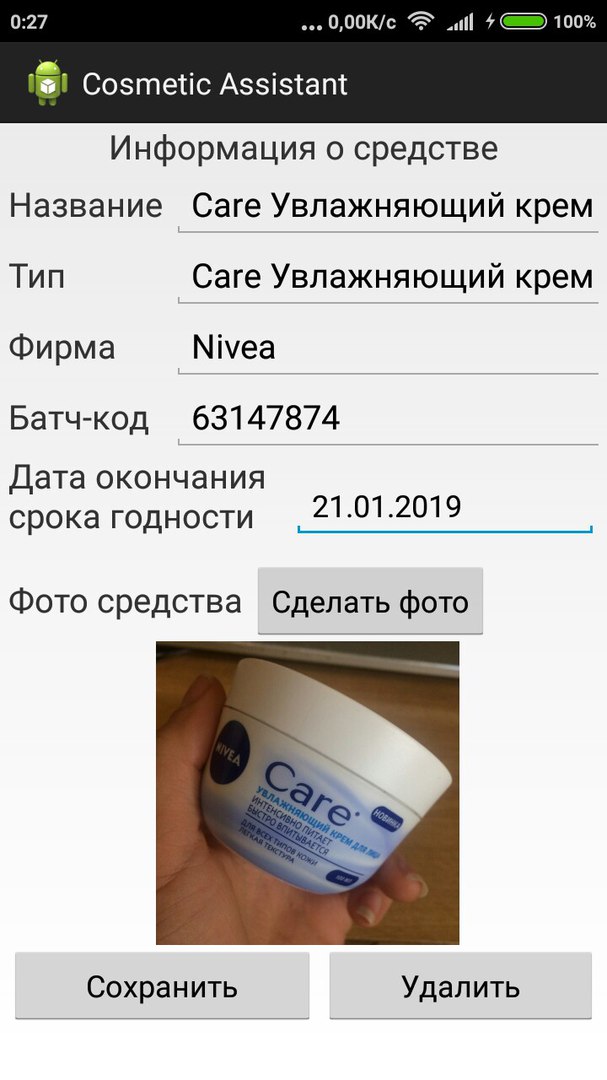 0:27
... 0,00К/с
100%
Cosmetic Assistant
Информация о средстве
Название
Care Увлажняющий крем
Тип
Care Увлажняющий крем
Фирма
Nivea
Батч-код
63147874
Дата окончания
срока годности
21.01.2019
Фото средства
Сделать фото
NIVEA
Care
НОВИНКА
УВЛАЖНЯЮЩИЙ КРЕМ ДЛЯ ЛИЦА
ИНТЕНСИВНО ПИТАЕТ
БЫСТРО ВПИТЫВАЕТСЯ
ДЛЯ ВСЕХ ТИПОВ КОЖИ
ЛЕГКАЯ ТЕКСТУРА
Сохранить
Удалить